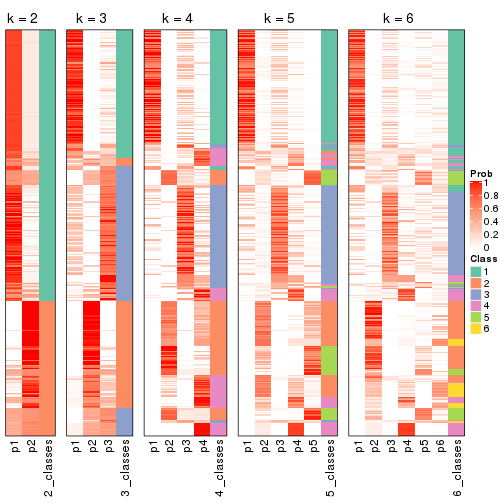 k = 2
k = 3
k = 4
k = 5
k = 6
p1
p2
2_classes
p1
p2
p3
3_classes
p1
p2
p3
p4
4_classes
p1
p2
p3
p4
p5
5_classes
p1
p2
p3
p4
p5
p6
6_classes
Prob
1
0.8
0.6
0.4
0.2
0
Class
1
2
3
4
5
6